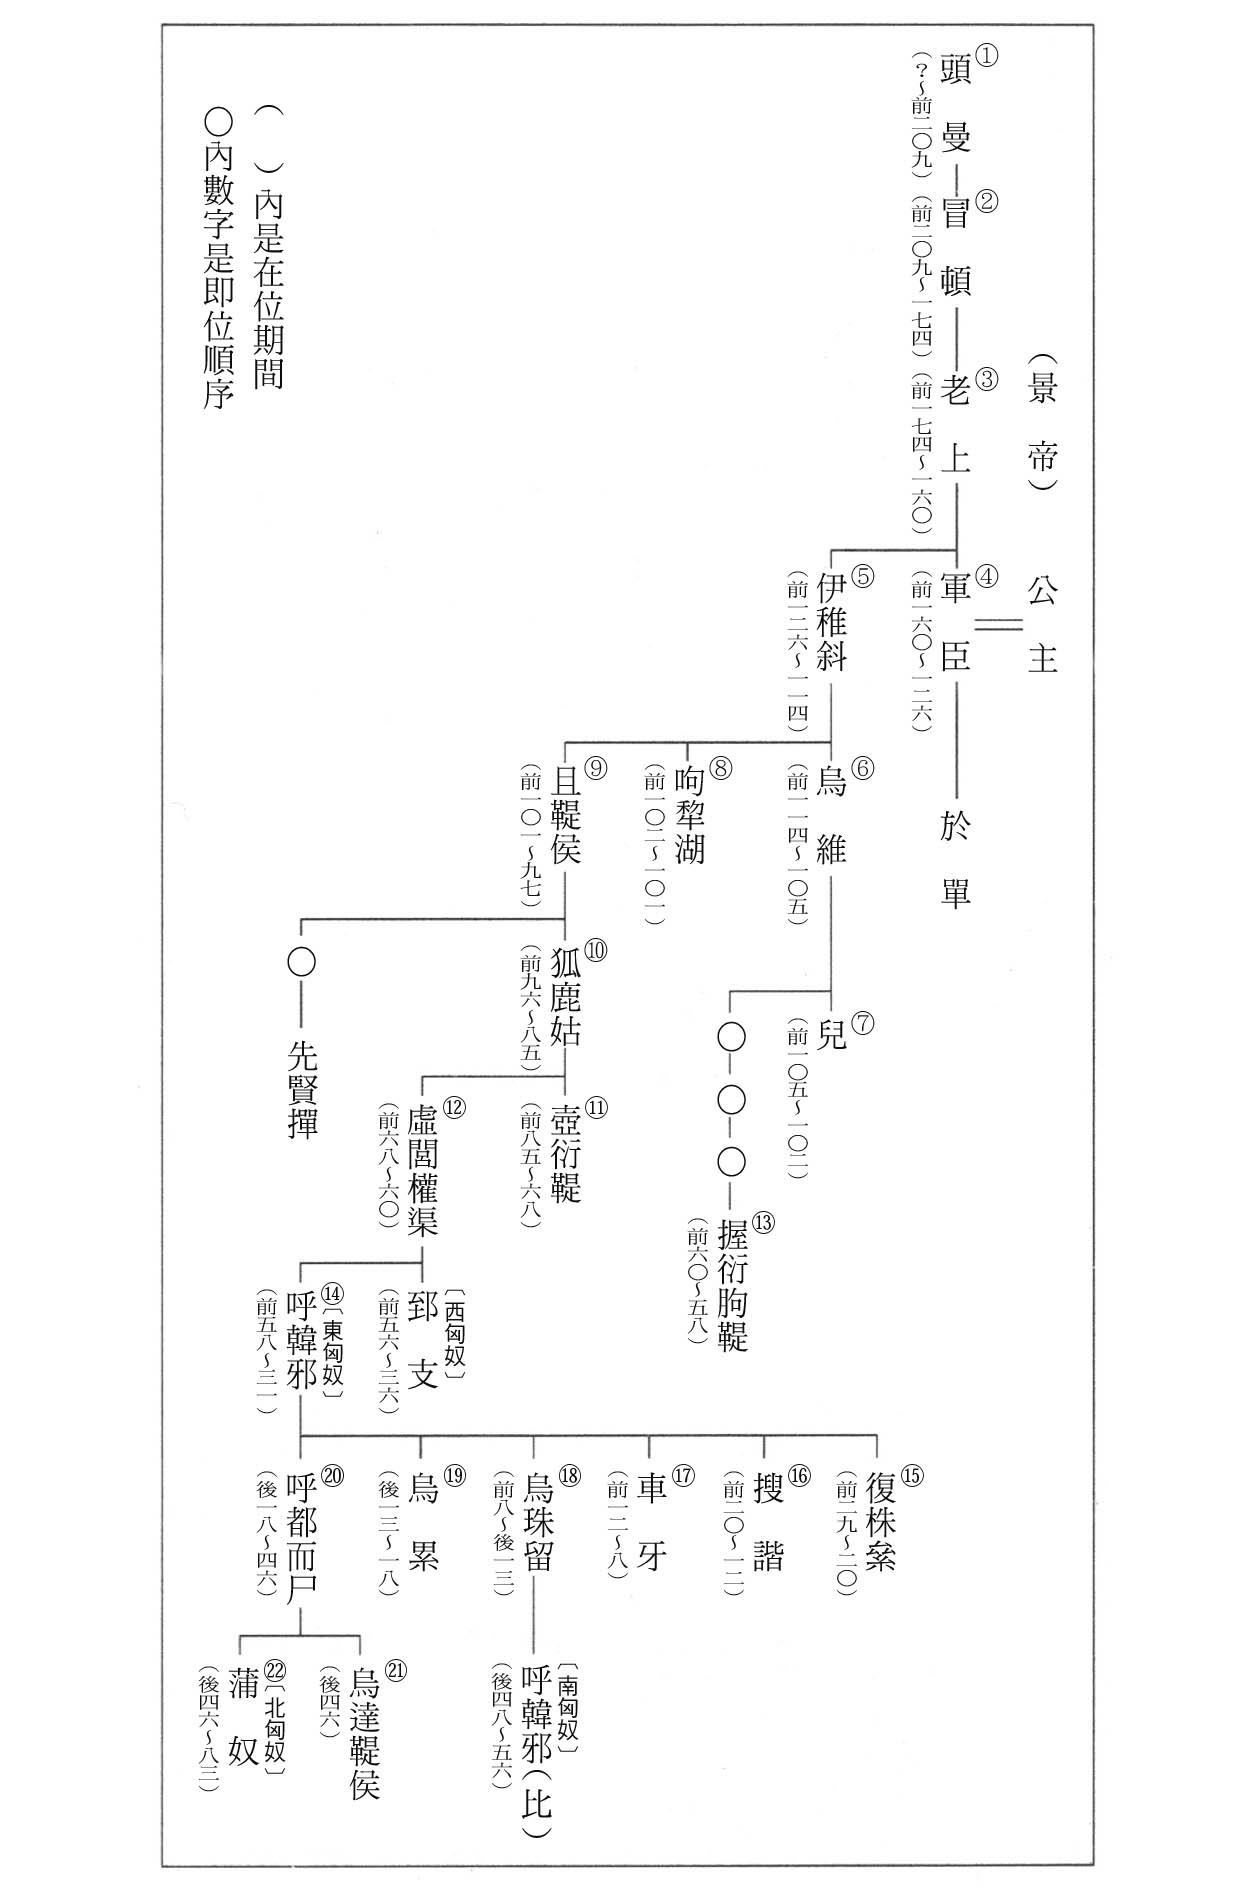 （景帝）
公主
①頭曼
（？～前二〇九）
②冒頓
（前二〇九～一七四）
③老上
（前一七四～一六〇）
④軍臣
（前一六〇～一二六）
於單
⑤伊稚斜
（前一二六～一一四）
⑥烏維
（前一一四～一〇五）
⑦兒
（前一〇五～一〇二）
⑧呴犂湖
（前一〇二～一〇一）
⑨且鞮侯
（前一〇一～九七）
〇
〇
〇
⑬握衍朐鞮
（前六〇～五八）
⑩狐鹿姑
（前九六～八五）
⑪壺衍鞮
（前八五～六八）
⑫虛閭權渠
（前六八～六〇）
〇
先賢撣
〔西匈奴〕
郅支
（前五六～三六）
⑭〔東匈奴〕
呼韓邪
（前五八～三一）
⑮復株絫
（前二九～二〇）
⑯搜諧
（前二〇～一二）
⑰車牙
（前一二～八）
⑱烏珠留
（前八～後一三）
〔南匈奴〕
呼韓邪（比）
（後四八～五六）
⑲烏累
（後一三～一八）
⑳呼都而尸
（後一八～四六）
㉑烏達鞮侯
（後四六）
㉒〔北匈奴〕
蒲奴
（後四六～八三）
（　）內是在位期間
〇內數字是即位順序